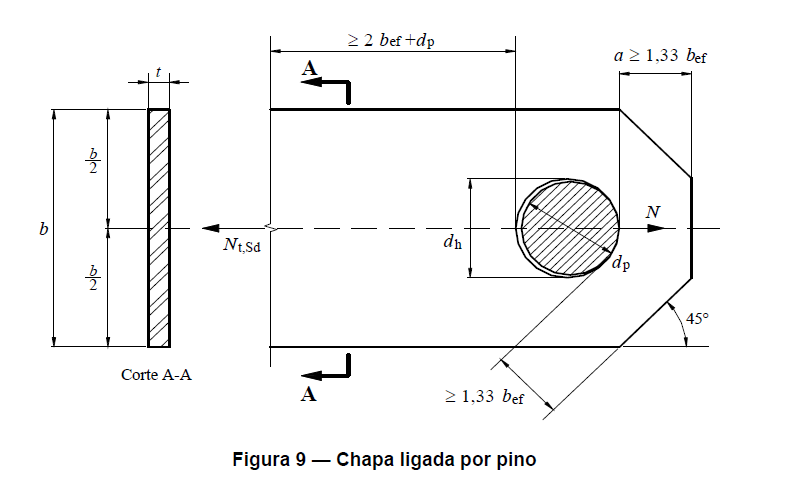 ≥ 2 bef +dp
a ≥ 1,33 bef
A
t
b/2
b
Nt,Sd
dh
N
dp
b/2
45°
Corte A-A
A
≥ 1,33 bef
Figura 9 — Chapa ligada por pino